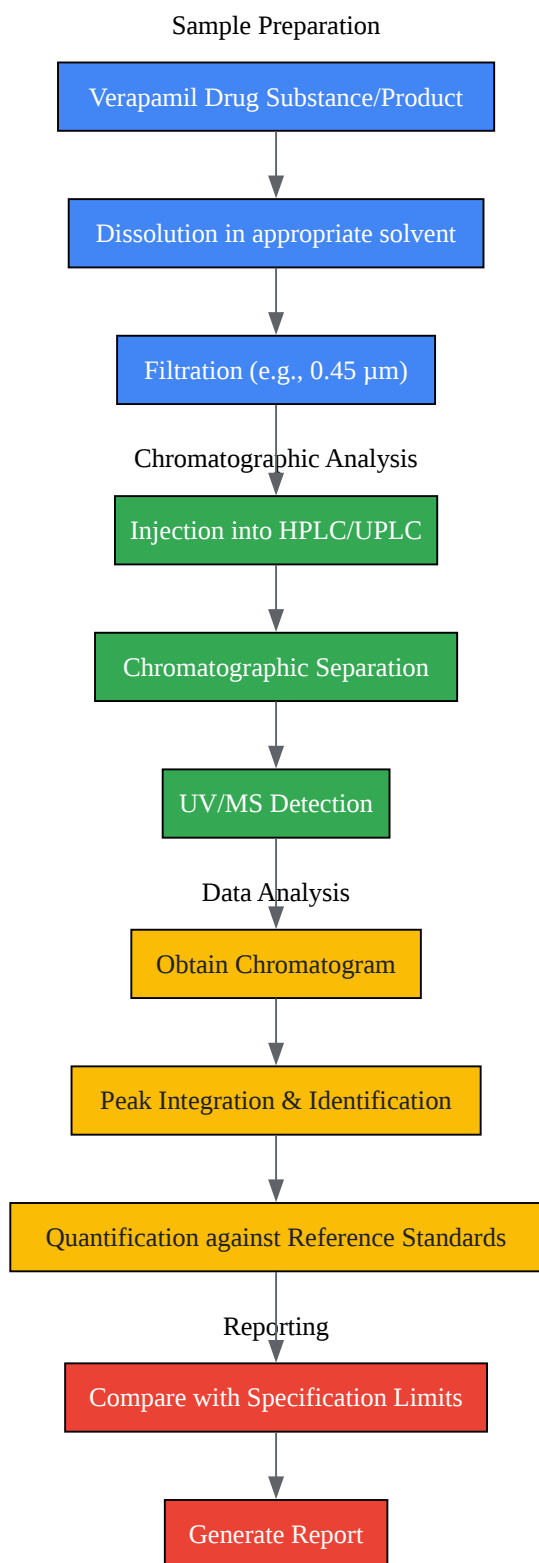 Sample Preparation
Verapamil Drug Substance/Product
Dissolution in appropriate solvent
Filtration (e.g., 0.45 µm)
Chromatographic Analysis
Injection into HPLC/UPLC
Chromatographic Separation
UV/MS Detection
Data Analysis
Obtain Chromatogram
Peak Integration & Identification
Quantification against Reference Standards
Reporting
Compare with Specification Limits
Generate Report